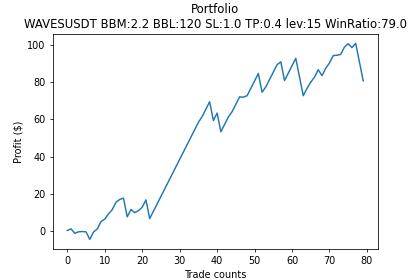 Portfolio
WAVESUSDT BBM:2.2 BBL:120 SL:1.0 TP:0.4 lev:15 WinRatio:79.0
100
80
60
40
20
0
Profit ($)
0 10 20 30 40 50 60 70 80
Trade counts